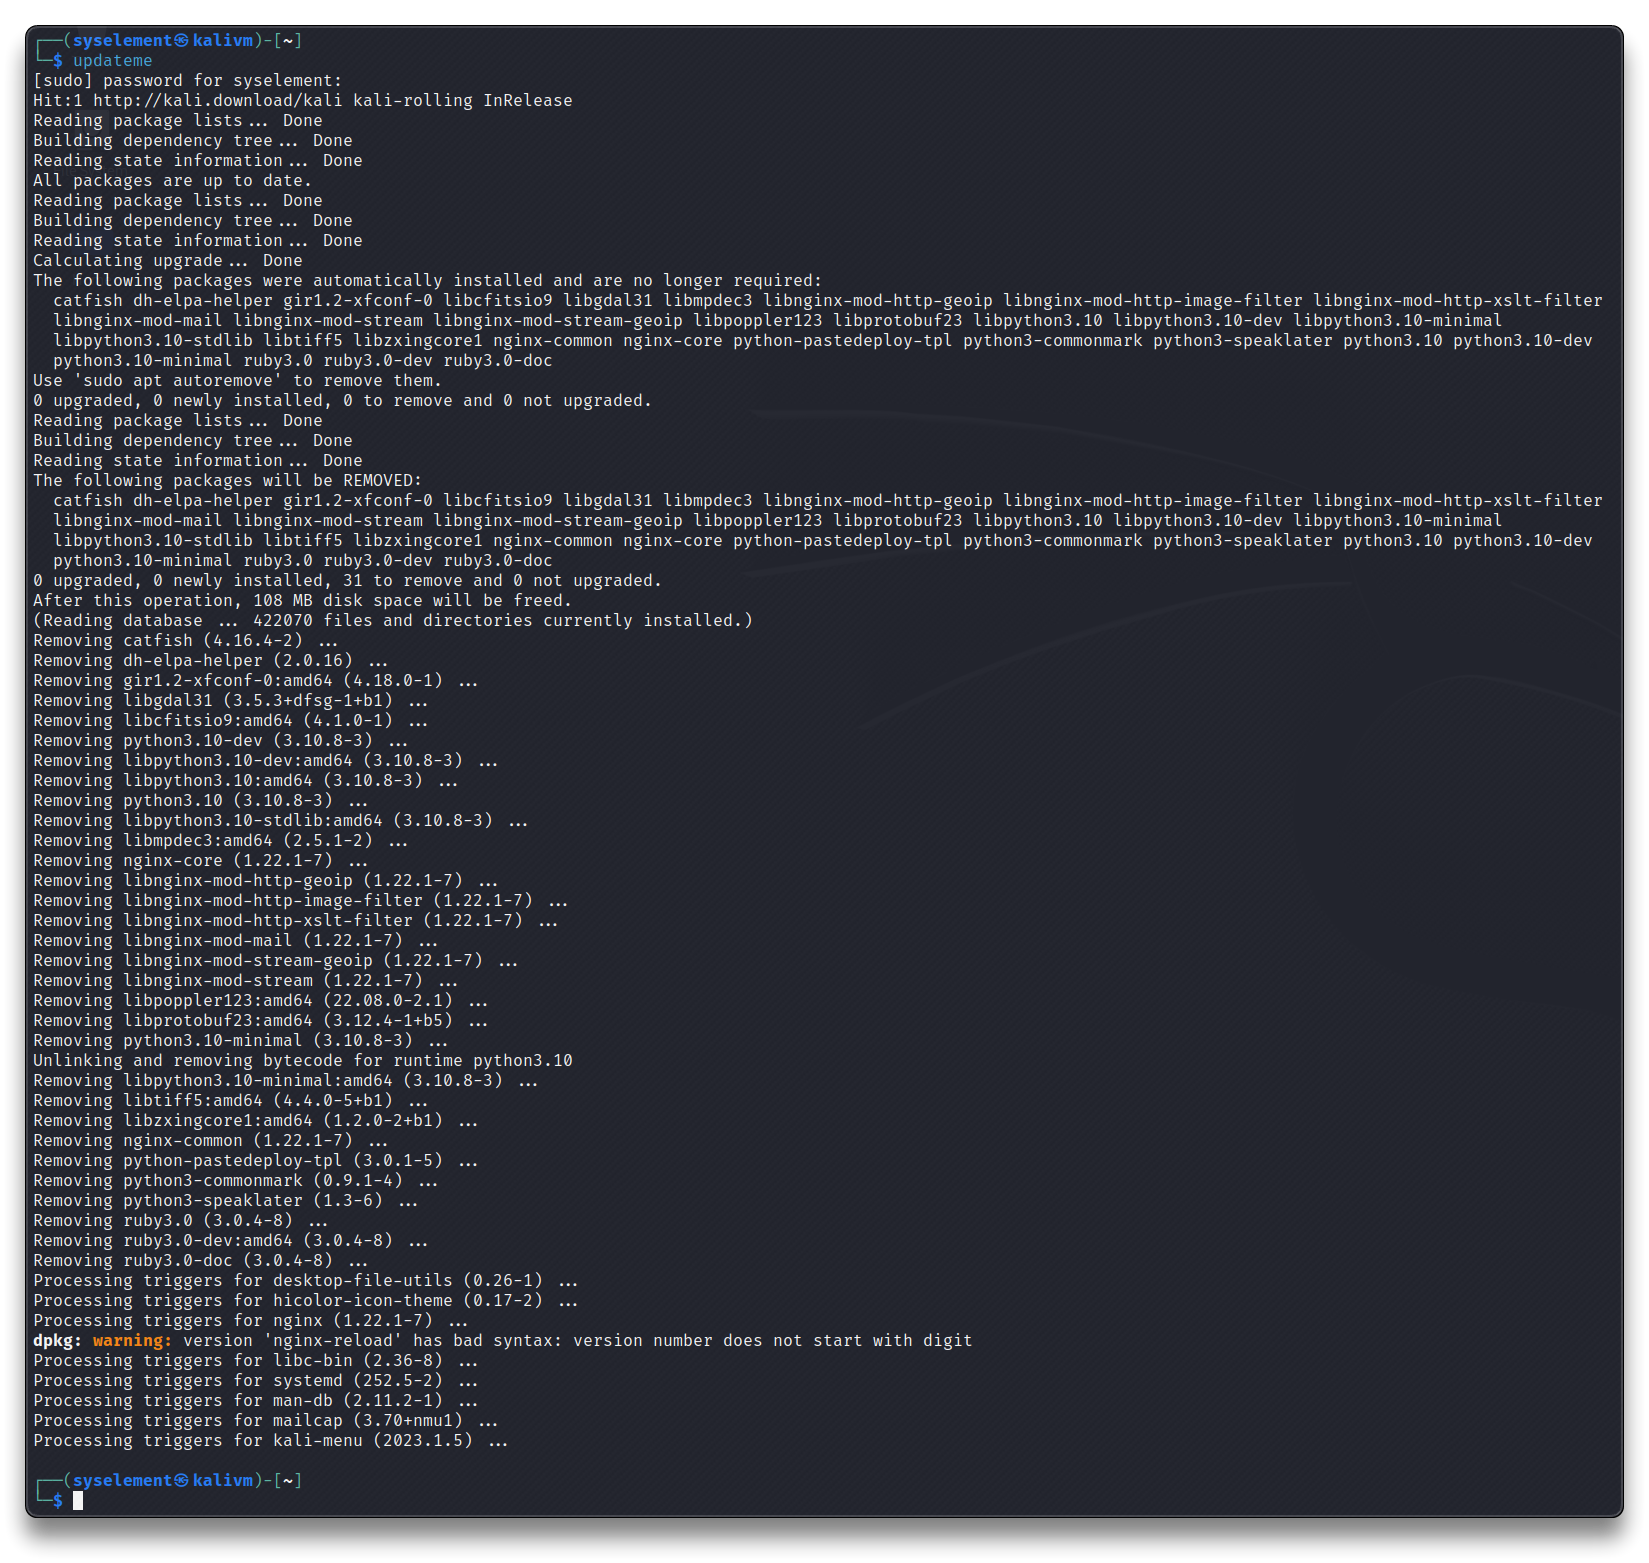 ┌──(syselement㉿kalivm)-[~]
└─$ updateme
[sudo] password for syselement:
Hit:1 http://kali.download/kali kali-rolling InRelease
Reading package lists... Done
Building dependency tree... Done
Reading state information... Done
All packages are up to date.
Reading package lists... Done
Building dependency tree... Done
Reading state information... Done
Calculating upgrade... Done
The following packages were automatically installed and are no longer required:
  catfish dh-elpa-helper gir1.2-xfconf-0 libcfitsio9 libgdal31 libmpdec3 libnginx-mod-http-geoip libnginx-mod-http-image-filter libnginx-mod-http-xslt-filter
  libnginx-mod-mail libnginx-mod-stream libnginx-mod-stream-geoip libpoppler123 libprotobuf23 libpython3.10 libpython3.10-dev libpython3.10-minimal
  libpython3.10-stdlib libtiff5 libzxingcore1 nginx-common nginx-core python-pastedeploy-tpl python3-commonmark python3-speaklater python3.10 python3.10-dev
  python3.10-minimal ruby3.0 ruby3.0-dev ruby3.0-doc
Use 'sudo apt autoremove' to remove them.
0 upgraded, 0 newly installed, 0 to remove and 0 not upgraded.
Reading package lists... Done
Building dependency tree... Done
Reading state information... Done
The following packages will be REMOVED:
  catfish dh-elpa-helper gir1.2-xfconf-0 libcfitsio9 libgdal31 libmpdec3 libnginx-mod-http-geoip libnginx-mod-http-image-filter libnginx-mod-http-xslt-filter
  libnginx-mod-mail libnginx-mod-stream libnginx-mod-stream-geoip libpoppler123 libprotobuf23 libpython3.10 libpython3.10-dev libpython3.10-minimal
  libpython3.10-stdlib libtiff5 libzxingcore1 nginx-common nginx-core python-pastedeploy-tpl python3-commonmark python3-speaklater python3.10 python3.10-dev
  python3.10-minimal ruby3.0 ruby3.0-dev ruby3.0-doc
0 upgraded, 0 newly installed, 31 to remove and 0 not upgraded.
After this operation, 108 MB disk space will be freed.
(Reading database ... 422070 files and directories currently installed.)
Removing catfish (4.16.4-2) ...
Removing dh-elpa-helper (2.0.16) ...
Removing gir1.2-xfconf-0:amd64 (4.18.0-1) ...
Removing libgdal31 (3.5.3+dfsg-1+b1) ...
Removing libcfitsio9:amd64 (4.1.0-1) ...
Removing python3.10-dev (3.10.8-3) ...
Removing libpython3.10-dev:amd64 (3.10.8-3) ...
Removing libpython3.10:amd64 (3.10.8-3) ...
Removing python3.10 (3.10.8-3) ...
Removing libpython3.10-stdlib:amd64 (3.10.8-3) ...
Removing libmpdec3:amd64 (2.5.1-2) ...
Removing nginx-core (1.22.1-7) ...
Removing libnginx-mod-http-geoip (1.22.1-7) ...
Removing libnginx-mod-http-image-filter (1.22.1-7) ...
Removing libnginx-mod-http-xslt-filter (1.22.1-7) ...
Removing libnginx-mod-mail (1.22.1-7) ...
Removing libnginx-mod-stream-geoip (1.22.1-7) ...
Removing libnginx-mod-stream (1.22.1-7) ...
Removing libpoppler123:amd64 (22.08.0-2.1) ...
Removing libprotobuf23:amd64 (3.12.4-1+b5) ...
Removing python3.10-minimal (3.10.8-3) ...
Unlinking and removing bytecode for runtime python3.10
Removing libpython3.10-minimal:amd64 (3.10.8-3) ...
Removing libtiff5:amd64 (4.4.0-5+b1) ...
Removing libzxingcore1:amd64 (1.2.0-2+b1) ...
Removing nginx-common (1.22.1-7) ...
Removing python-pastedeploy-tpl (3.0.1-5) ...
Removing python3-commonmark (0.9.1-4) ...
Removing python3-speaklater (1.3-6) ...
Removing ruby3.0 (3.0.4-8) ...
Removing ruby3.0-dev:amd64 (3.0.4-8) ...
Removing ruby3.0-doc (3.0.4-8) ...
Processing triggers for desktop-file-utils (0.26-1) ...
Processing triggers for hicolor-icon-theme (0.17-2) ...
Processing triggers for nginx (1.22.1-7) ...
dpkg: warning: version 'nginx-reload' has bad syntax: version number does not start with digit
Processing triggers for libc-bin (2.36-8) ...
Processing triggers for systemd (252.5-2) ...
Processing triggers for man-db (2.11.2-1) ...
Processing triggers for mailcap (3.70+nmu1) ...
Processing triggers for kali-menu (2023.1.5) ...
┌──(syselement㉿kalivm)-[~]
└─$